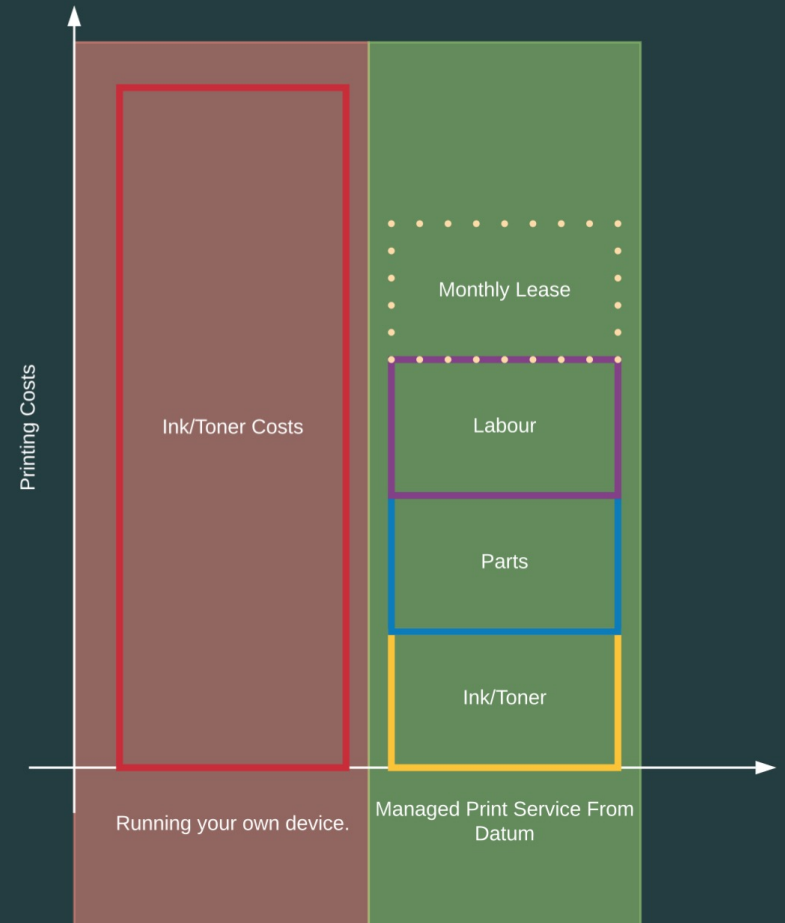 Monthly Lease
Printing Costs
Ink/Toner Costs
Labour
Parts
Ink/Toner
Running your own device.
Managed Print Service From
Datum